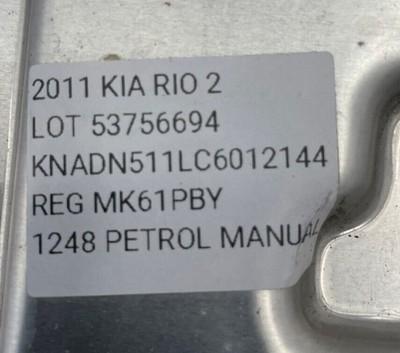 2011 KIA RIO 2
LOT 53756694
KNADN511LC6012144
REG MK61PBY
1248 PETROL MANUAL